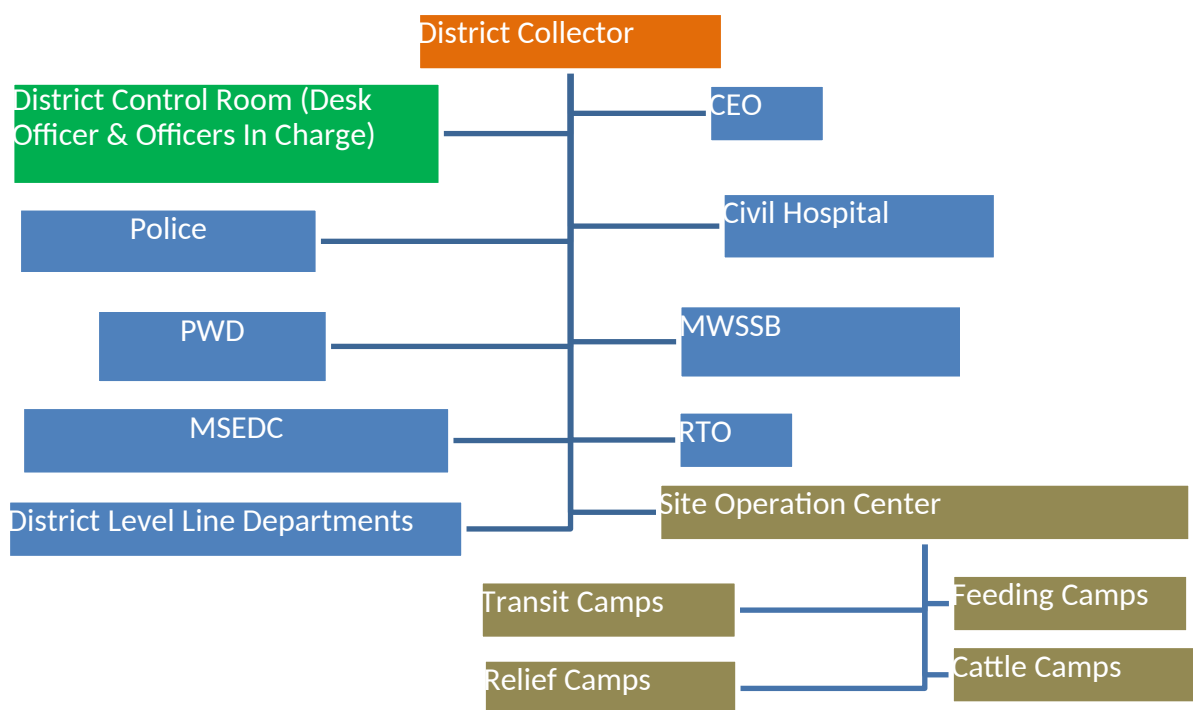 District Collector
District Control Room (Desk
Officer & Officers In Charge)
CEO
Police
Civil Hospital
PWD
MWSSB
MSEDC
RTO
District Level Line Departments
Site Operation Center
Transit Camps
Feeding Camps
Relief Camps
Cattle Camps